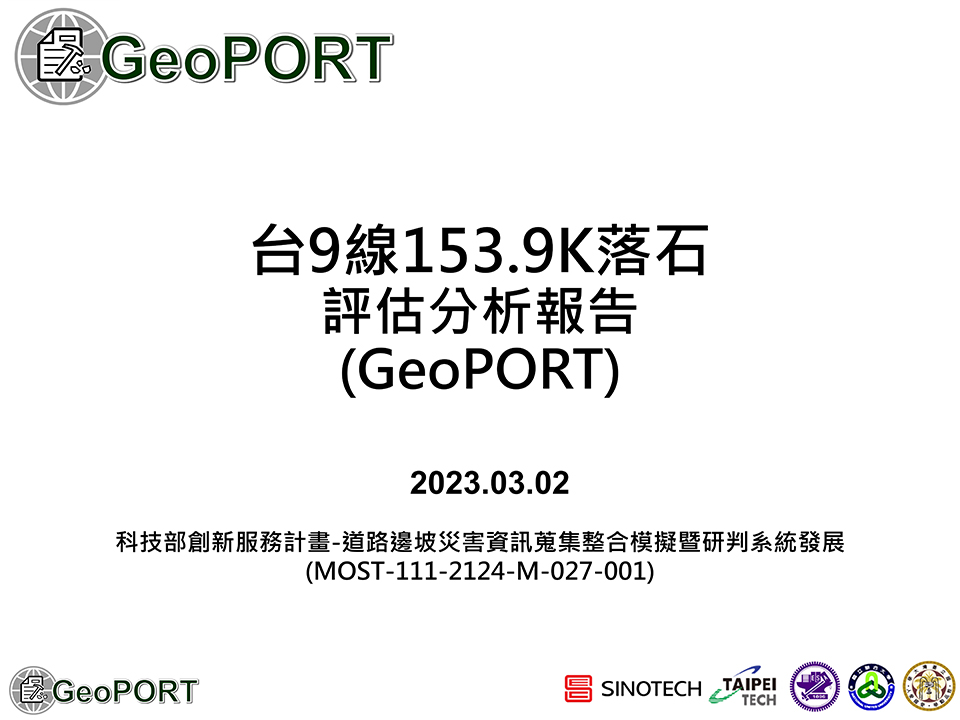 GeoPORT
台9線153.9K落石
評估分析報告
(GeoPORT)
2023.03.02
科技部創新服務計畫-道路邊坡災害資訊蒐集整合模擬暨研判系統發展
(MOST-111-2124-M-027-001)
GeoPORT
SINOTECH
TAIPEI
TECH